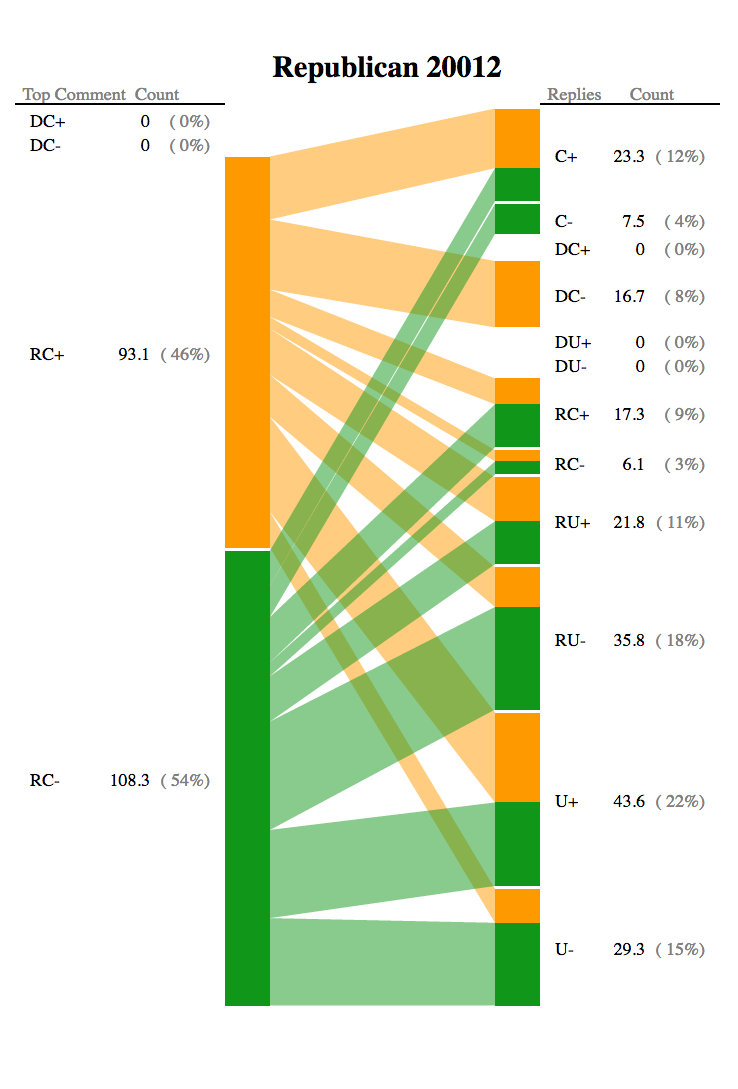 Republican 20012
Top Comment Count
Replies Count
DC+ 0 ( 0%)
DC- 0 ( 0%)
RC+ 93.1 ( 46%)
RC- 108.3 ( 54%)
C+ 23.3 ( 12%)
C- 7.5 ( 4%)
DC+ 0 ( 0%)
DC- 16.7 ( 8%)
DU+ 0 ( 0%)
DU- 0 ( 0%)
RC+ 17.3 ( 9%)
RC- 6.1 ( 3%)
RU+ 21.8 ( 11%)
RU- 35.8 ( 18%)
U+ 43.6 ( 22%)
U- 29.3 ( 15%)